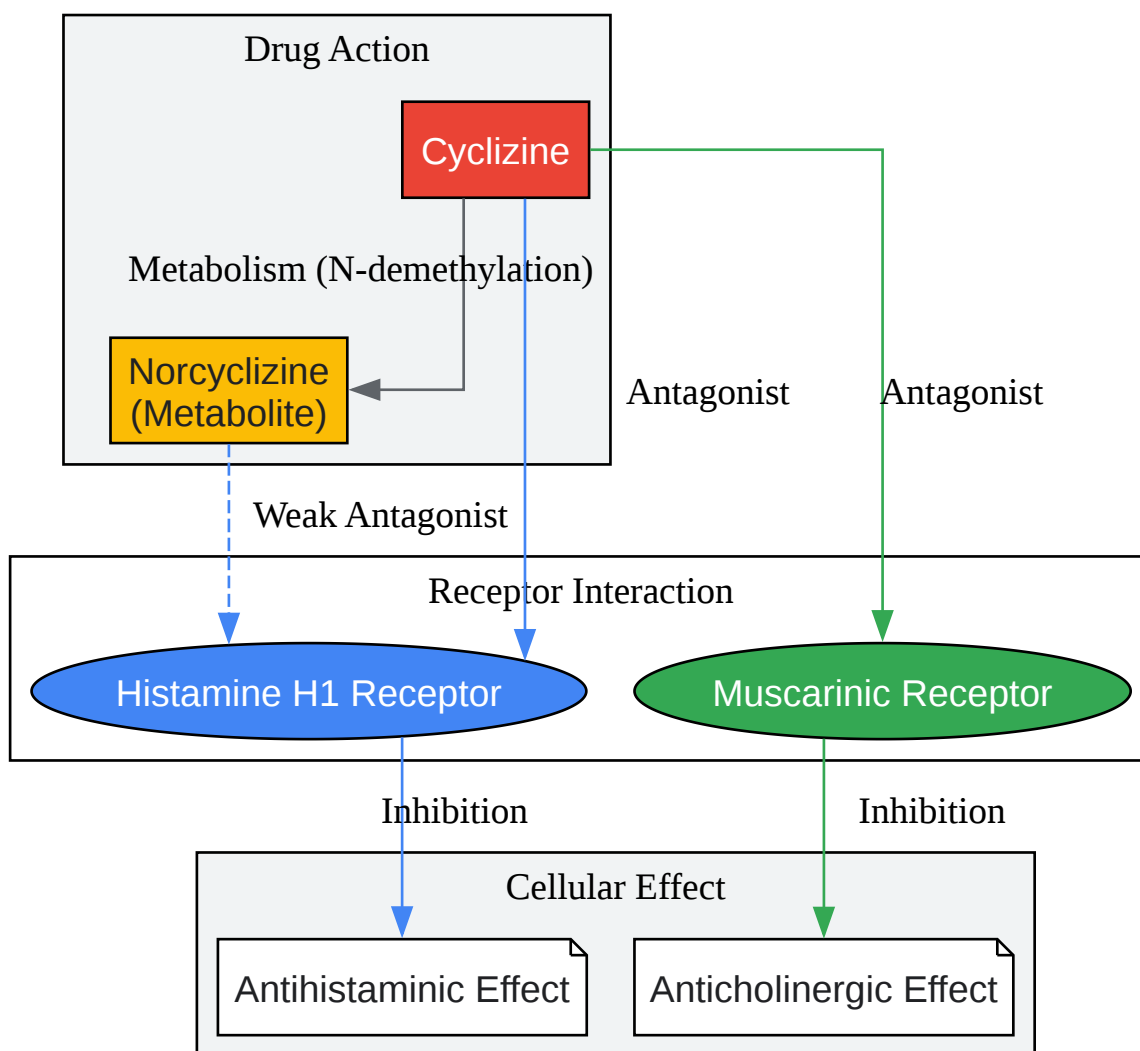 Drug Action
Cyclizine
Metabolism (N-demethylation)
Norcyclizine
(Metabolite)
Antagonist
Antagonist
Weak Antagonist
Receptor Interaction
Histamine H1 Receptor
Muscarinic Receptor
Inhibition
Inhibition
Cellular Effect
Antihistaminic Effect
Anticholinergic Effect